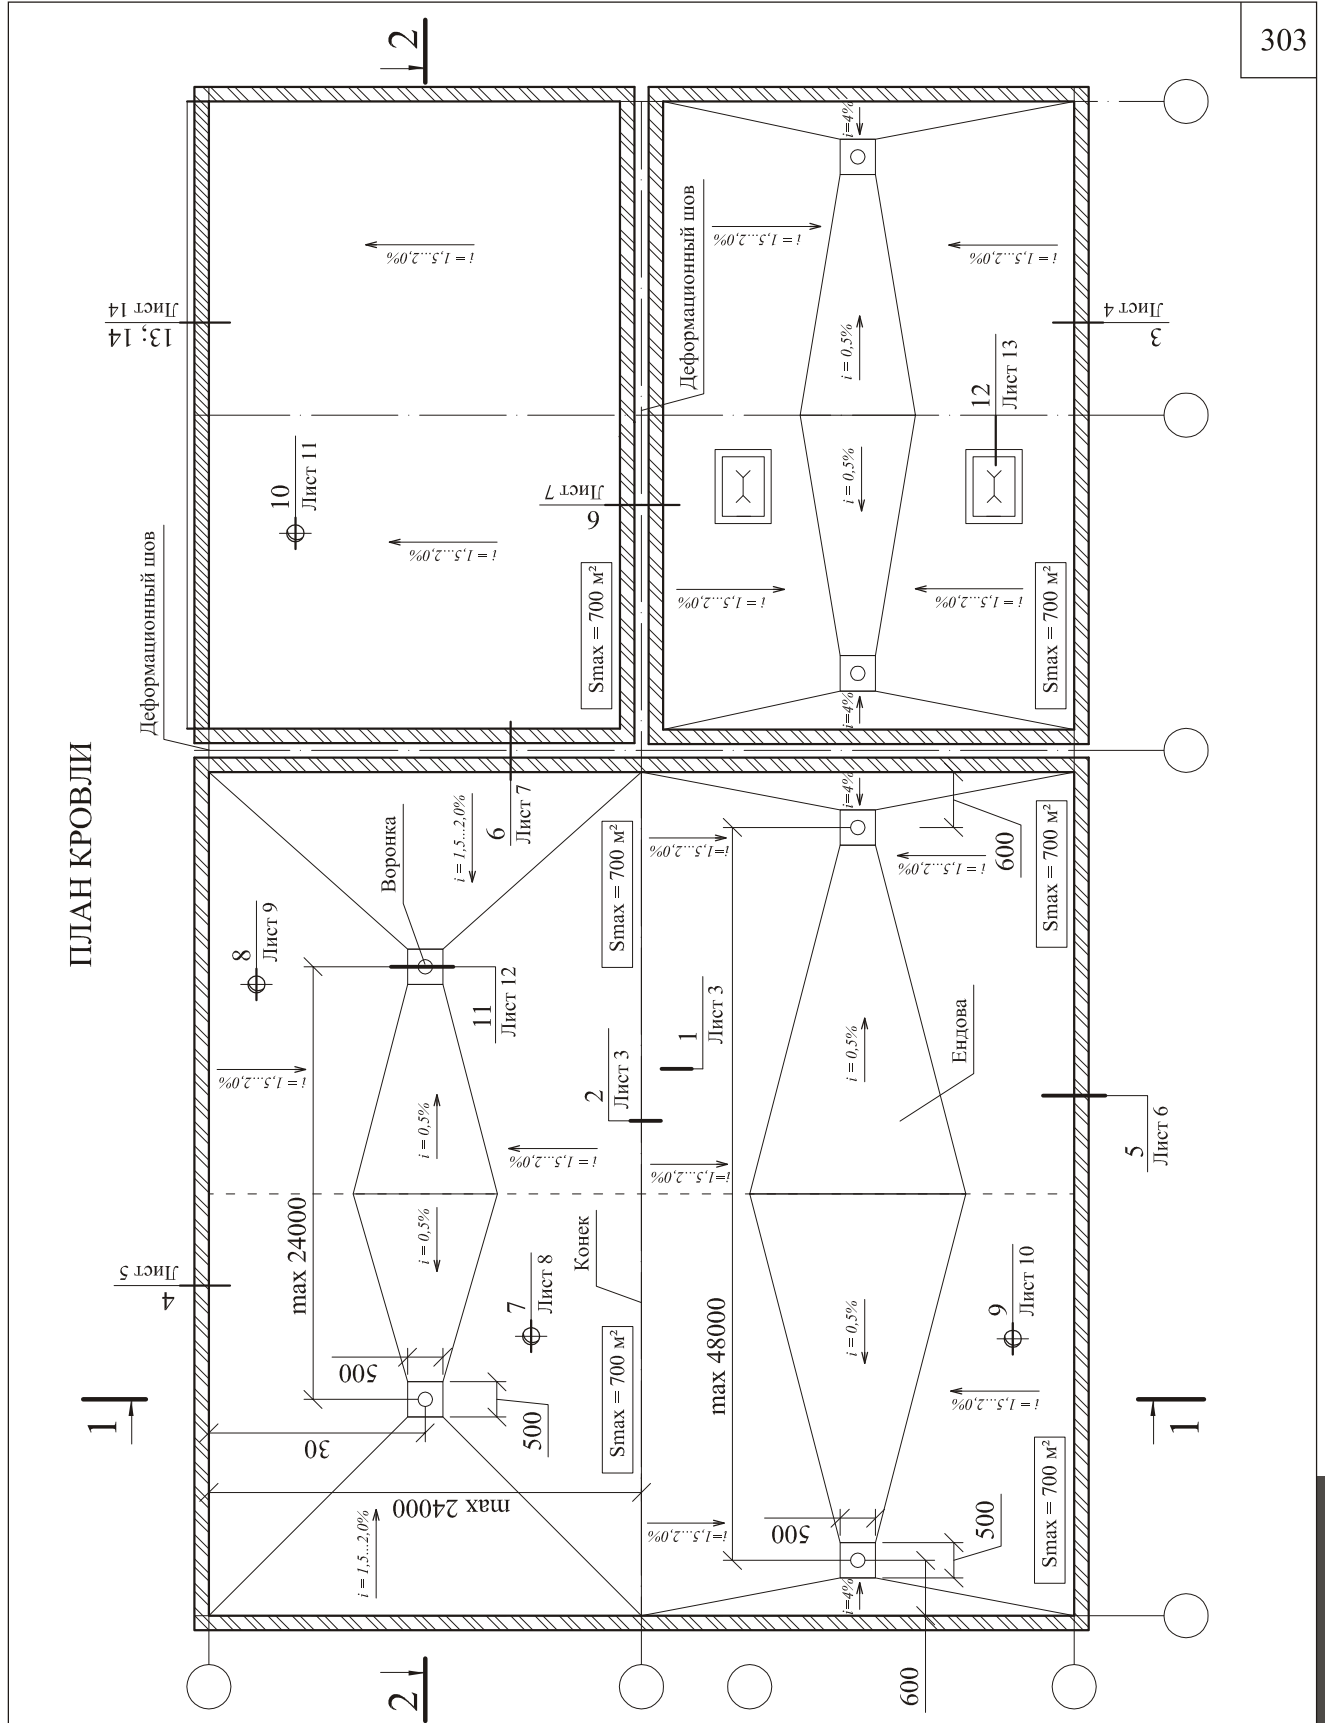 303
ПЛАН КРОВЛИ
2
Деформационный шов
13; 14
Лист 14
10
Лист 11
i = 1,5...2,0%
i = 1,5...2,0%
Smax = 700 м²
6
Лист 7
Деформационный шов
i=4%
i = 1,5...2,0%
i = 1,5...2,0%
i = 0,5%
i = 0,5%
12
Лист 13
3
Лист 4
i = 1,5...2,0%
i = 1,5...2,0%
i=4%
Smax = 700 м²
8
Лист 9
Воронка
i = 1,5...2,0%
6
Лист 7
Smax = 700 м²
11
Лист 12
i = 1,5...2,0%
max 24000
i = 0,5%
i = 0,5%
i = 1,5...2,0%
2
Лист 3
1
Лист 3
4
Лист 5
7
Лист 8
Конек
500
500
30
max 24000
i = 1,5...2,0%
Smax = 700 м²
i=4%
i=1,5...2,0%
i = 1,5...2,0%
600
Smax = 700 м²
i = 0,5%
Ендова
i=1,5...2,0%
max 48000
i = 0,5%
9
Лист 10
i = 1,5...2,0%
5
Лист 6
i=1,5...2,0%
500
500
i=4%
600
Smax = 700 м²
1
1
2